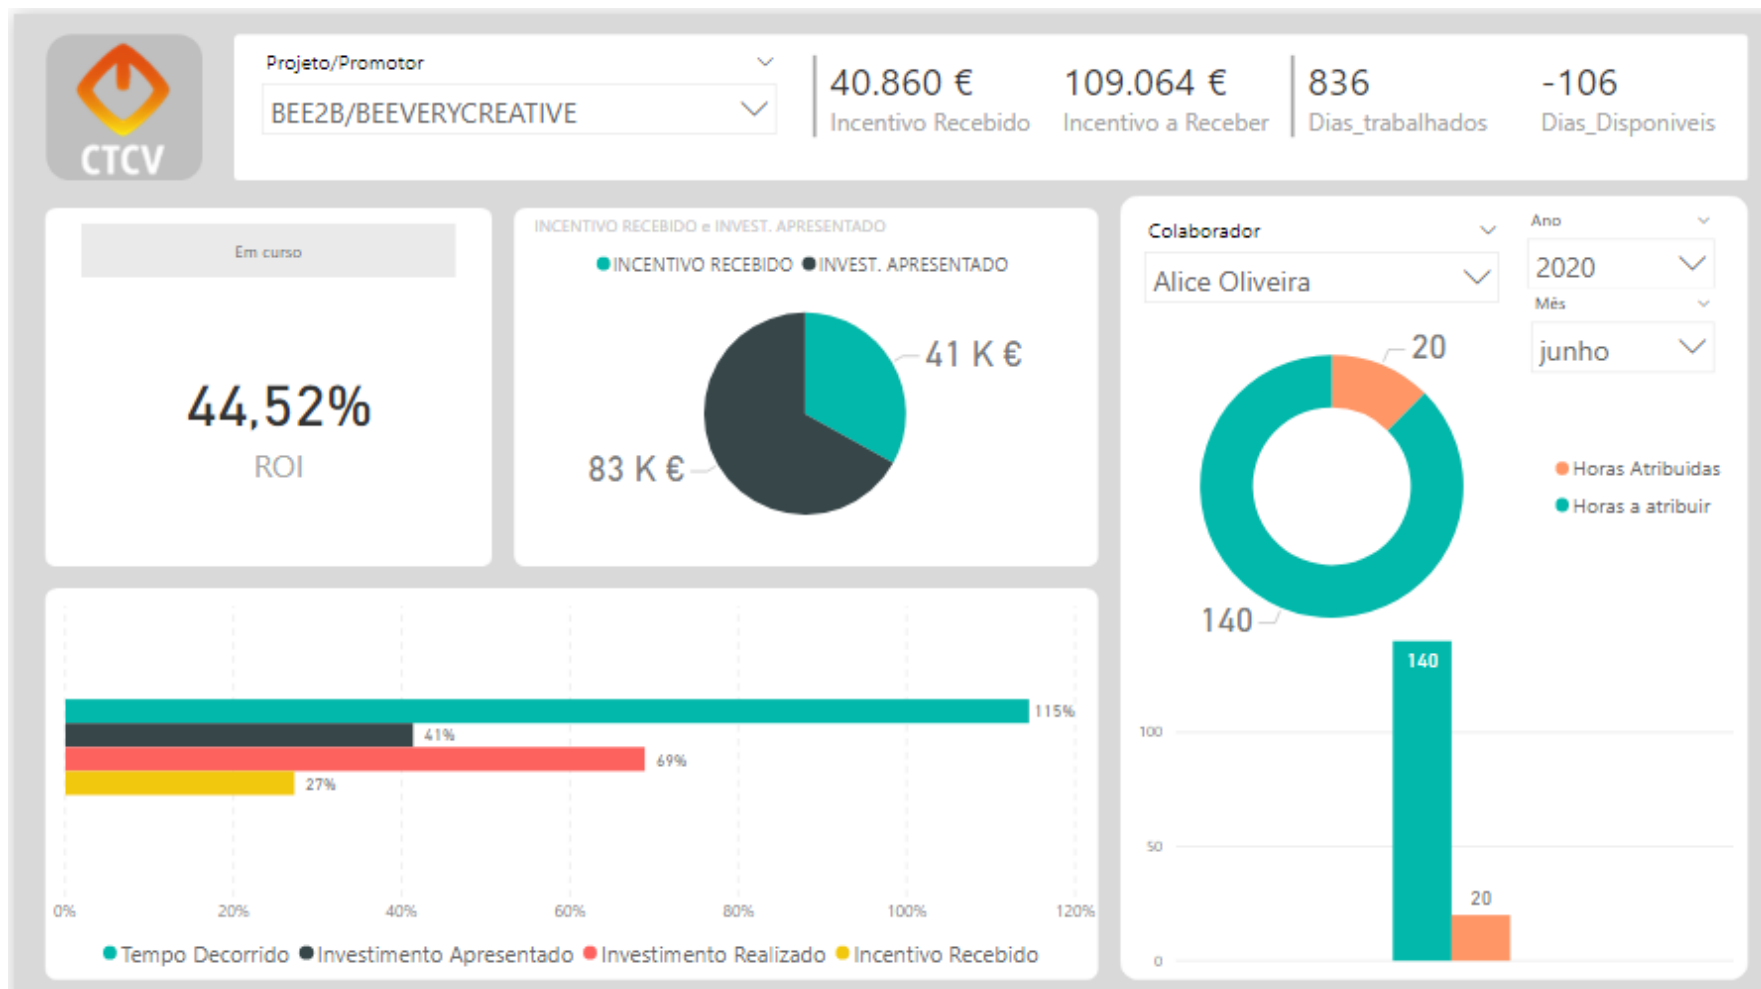 CTCV
Projeto/Promotor
BEE2B/BEEVERYCREATIVE
40.860 €
Incentivo Recebido
109.064 €
Incentivo a Receber
836
Dias_trabalhados
-106
Dias_Disponiveis
Em curso
44,52%
ROI
INCENTIVO RECEBIDO e INVEST. APRESENTADO
INCENTIVO RECEBIDO INVEST. APRESENTADO
41 K €
83 K €
115%
41%
69%
27%
0% 20% 40% 60% 80% 100% 120%
Tempo Decorrido Investimento Apresentado Investimento Realizado Incentivo Recebido
Colaborador
Alice Oliveira
Ano
2020
Mês
junho
20
Horas Atribuidas
Horas a atribuir
140
140
100
50
20
0